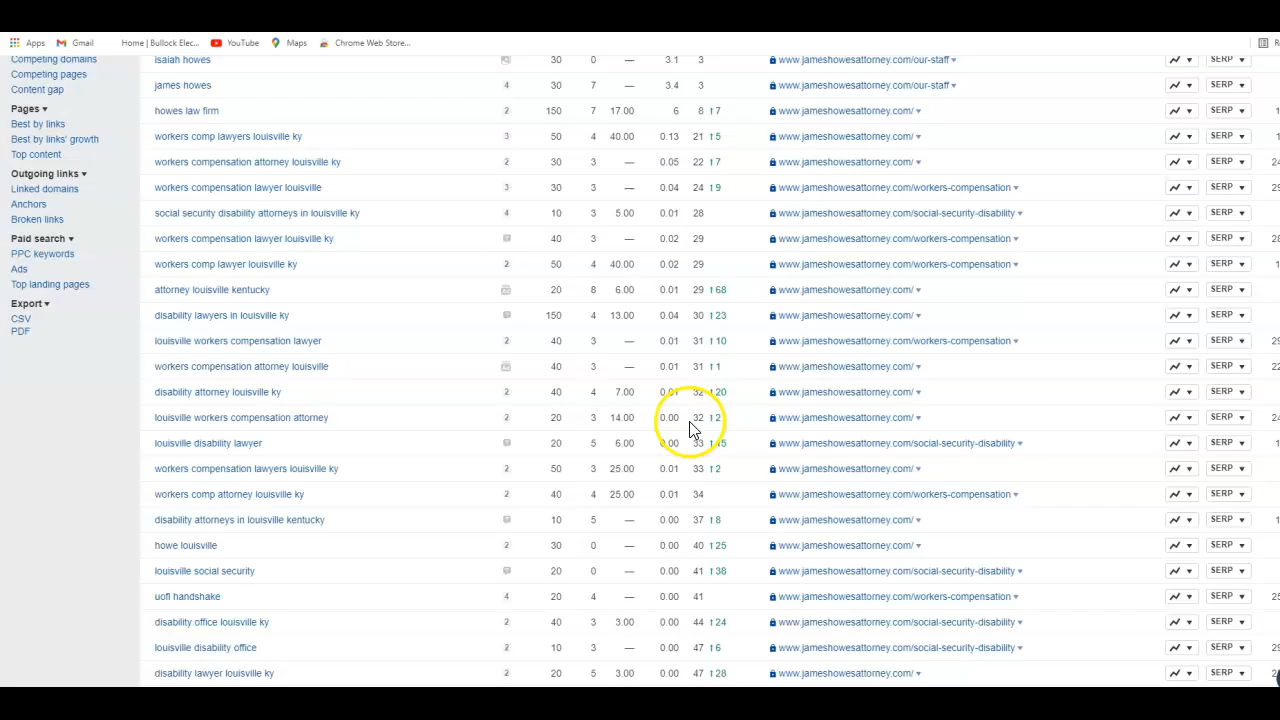 Apps Gmail Home | Bullock Elec... YouTube Maps Chrome Web Store...
Competing domains
Competing pages
Content gap
Pages
Best by links
Best by links' growth
Top content
Outgoing links
Linked domains
Anchors
Broken links
Paid search
PPC keywords
Ads
Top landing pages
Export
CSV
PDF
isaiah howes 30 0 — 3.1 3 www.jameshowesattorney.com/our-staff
james howes 4 30 7 — 3.4 3 www.jameshowesattorney.com/our-staff SERP
howes law firm 2 150 7 17.00 6 8 ↑7 www.jameshowesattorney.com/ SERP
workers comp lawyers louisville ky 3 50 4 40.00 0.13 21 ↑5 www.jameshowesattorney.com/ SERP
workers compensation attorney louisville ky 2 30 3 — 0.05 22 ↑7 www.jameshowesattorney.com/ SERP
workers compensation lawyer louisville 3 30 3 — 0.04 24 ↑9 www.jameshowesattorney.com/workers-compensation SERP
social security disability attorneys in louisville ky 4 10 3 5.00 0.01 28 www.jameshowesattorney.com/social-security-disability SERP
workers compensation lawyer louisville ky 40 3 — 0.02 29 www.jameshowesattorney.com/workers-compensation SERP
workers comp lawyer louisville ky 2 50 4 40.00 0.02 29 www.jameshowesattorney.com/workers-compensation SERP
attorney louisville kentucky 20 8 6.00 0.01 29 ↑68 www.jameshowesattorney.com/ SERP
disability lawyers in louisville ky 150 4 13.00 0.04 30 ↑23 www.jameshowesattorney.com/ SERP
louisville workers compensation lawyer 40 3 — 0.01 31 ↑10 www.jameshowesattorney.com/workers-compensation SERP
workers compensation attorney louisville 40 3 — 0.01 31 ↑1 www.jameshowesattorney.com/ SERP
disability attorney louisville ky 2 40 4 7.00 0.01 32 ↑20 www.jameshowesattorney.com/ SERP
louisville workers compensation attorney 2 20 3 14.00 0.00 32 ↑2 www.jameshowesattorney.com/ SERP
louisville disability lawyer 20 5 6.00 0.00 33 ↑15 www.jameshowesattorney.com/social-security-disability SERP
workers compensation lawyers louisville ky 2 50 3 25.00 0.01 33 ↑2 www.jameshowesattorney.com/ SERP
workers comp attorney louisville ky 2 40 4 25.00 0.01 34 www.jameshowesattorney.com/workers-compensation SERP
disability attorneys in louisville kentucky 10 5 — 0.00 37 ↑8 www.jameshowesattorney.com/ SERP
howe louisville 2 30 0 — 0.00 40 ↑25 www.jameshowesattorney.com/ SERP
louisville social security 20 0 — 0.00 41 ↑38 www.jameshowesattorney.com/social-security-disability SERP
uofl handshake 4 20 4 — 0.00 41 www.jameshowesattorney.com/workers-compensation SERP
disability office louisville ky 2 40 3 3.00 0.00 44 ↑24 www.jameshowesattorney.com/social-security-disability SERP
louisville disability office 2 10 3 — 0.00 47 ↑6 www.jameshowesattorney.com/social-security-disability SERP
disability lawyer louisville ky 2 20 5 3.00 0.00 47 ↑28 www.jameshowesattorney.com/ SERP